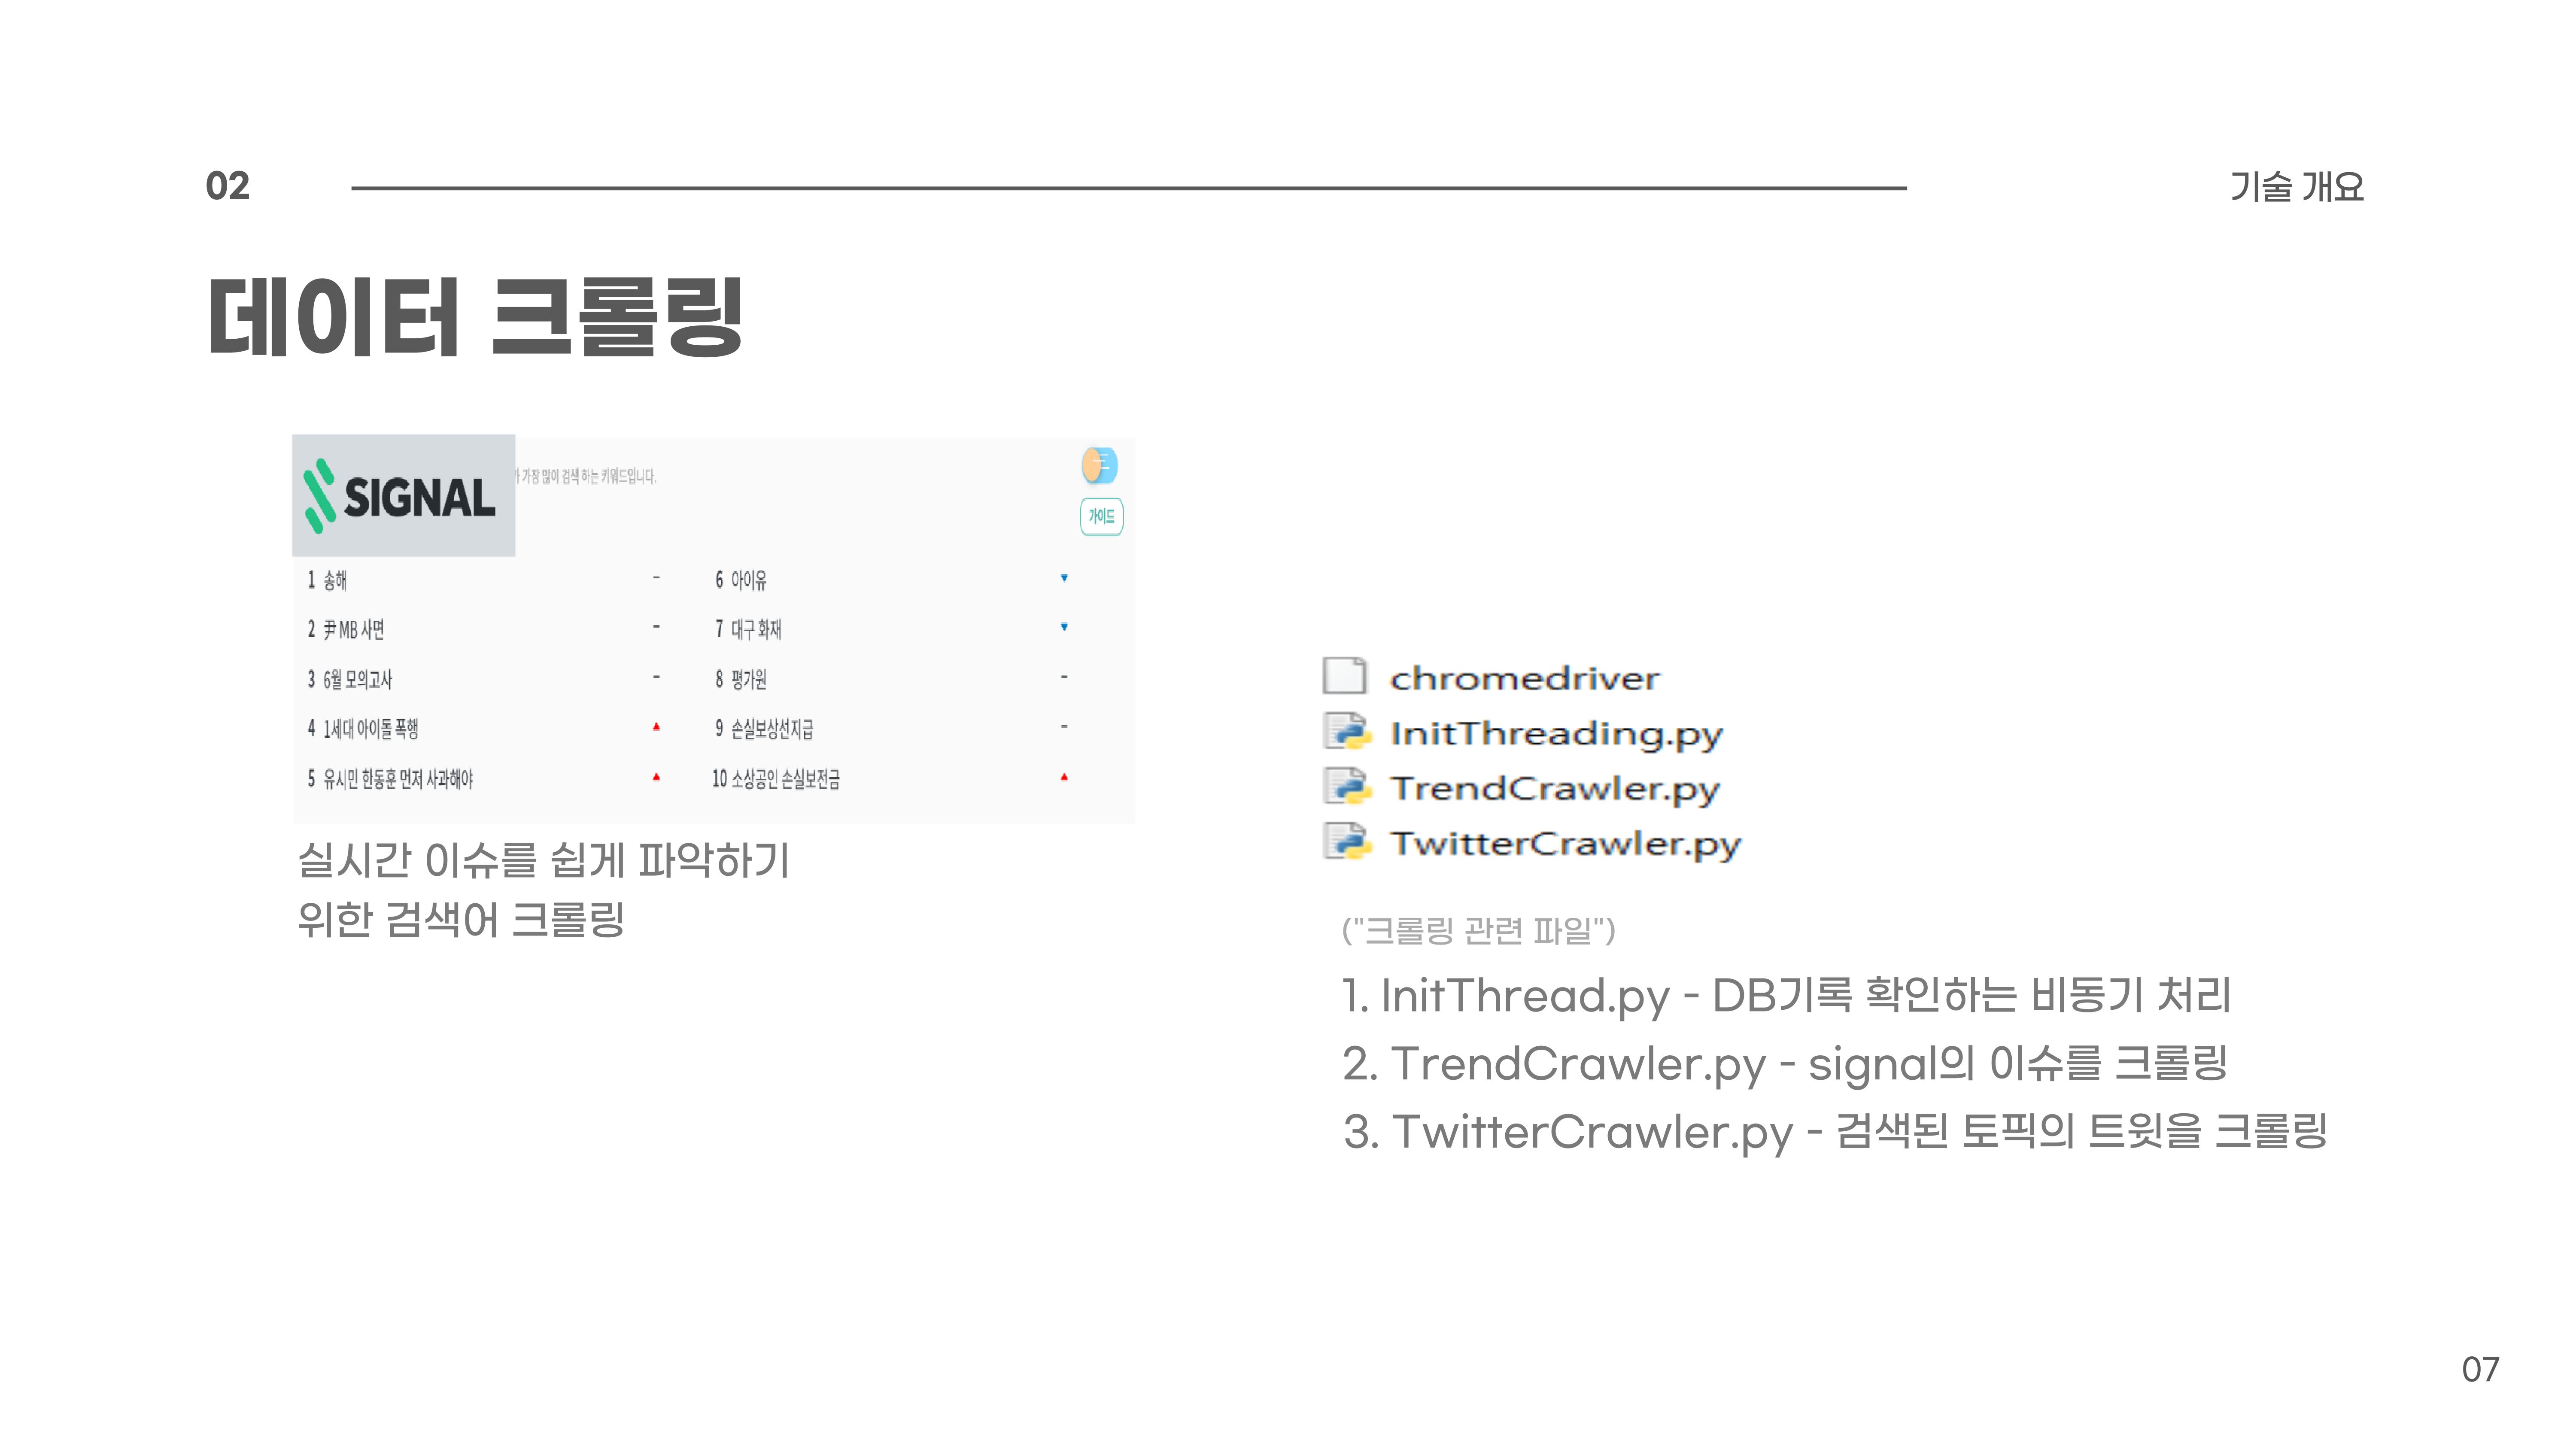 02
기술 개요
데이터 크롤링
SIGNAL
가장 많이 검색 하는 키워드입니다.
가이드
1 송해 -
2 尹 MB 사면 -
3 6월 모의고사 -
4 1세대 아이돌 폭행 ▲
5 유시민 한동훈 먼저 사과해야 ▲
6 아이유 ▼
7 대구 화재 ▼
8 평가원 -
9 손실보상선지급 -
10 소상공인 손실보전금 ▲
실시간 이슈를 쉽게 파악하기
위한 검색어 크롤링
chromedriver
InitThreading.py
TrendCrawler.py
TwitterCrawler.py
("크롤링 관련 파일")
1. InitThread.py - DB기록 확인하는 비동기 처리
2. TrendCrawler.py - signal의 이슈를 크롤링
3. TwitterCrawler.py - 검색된 토픽의 트윗을 크롤링
07